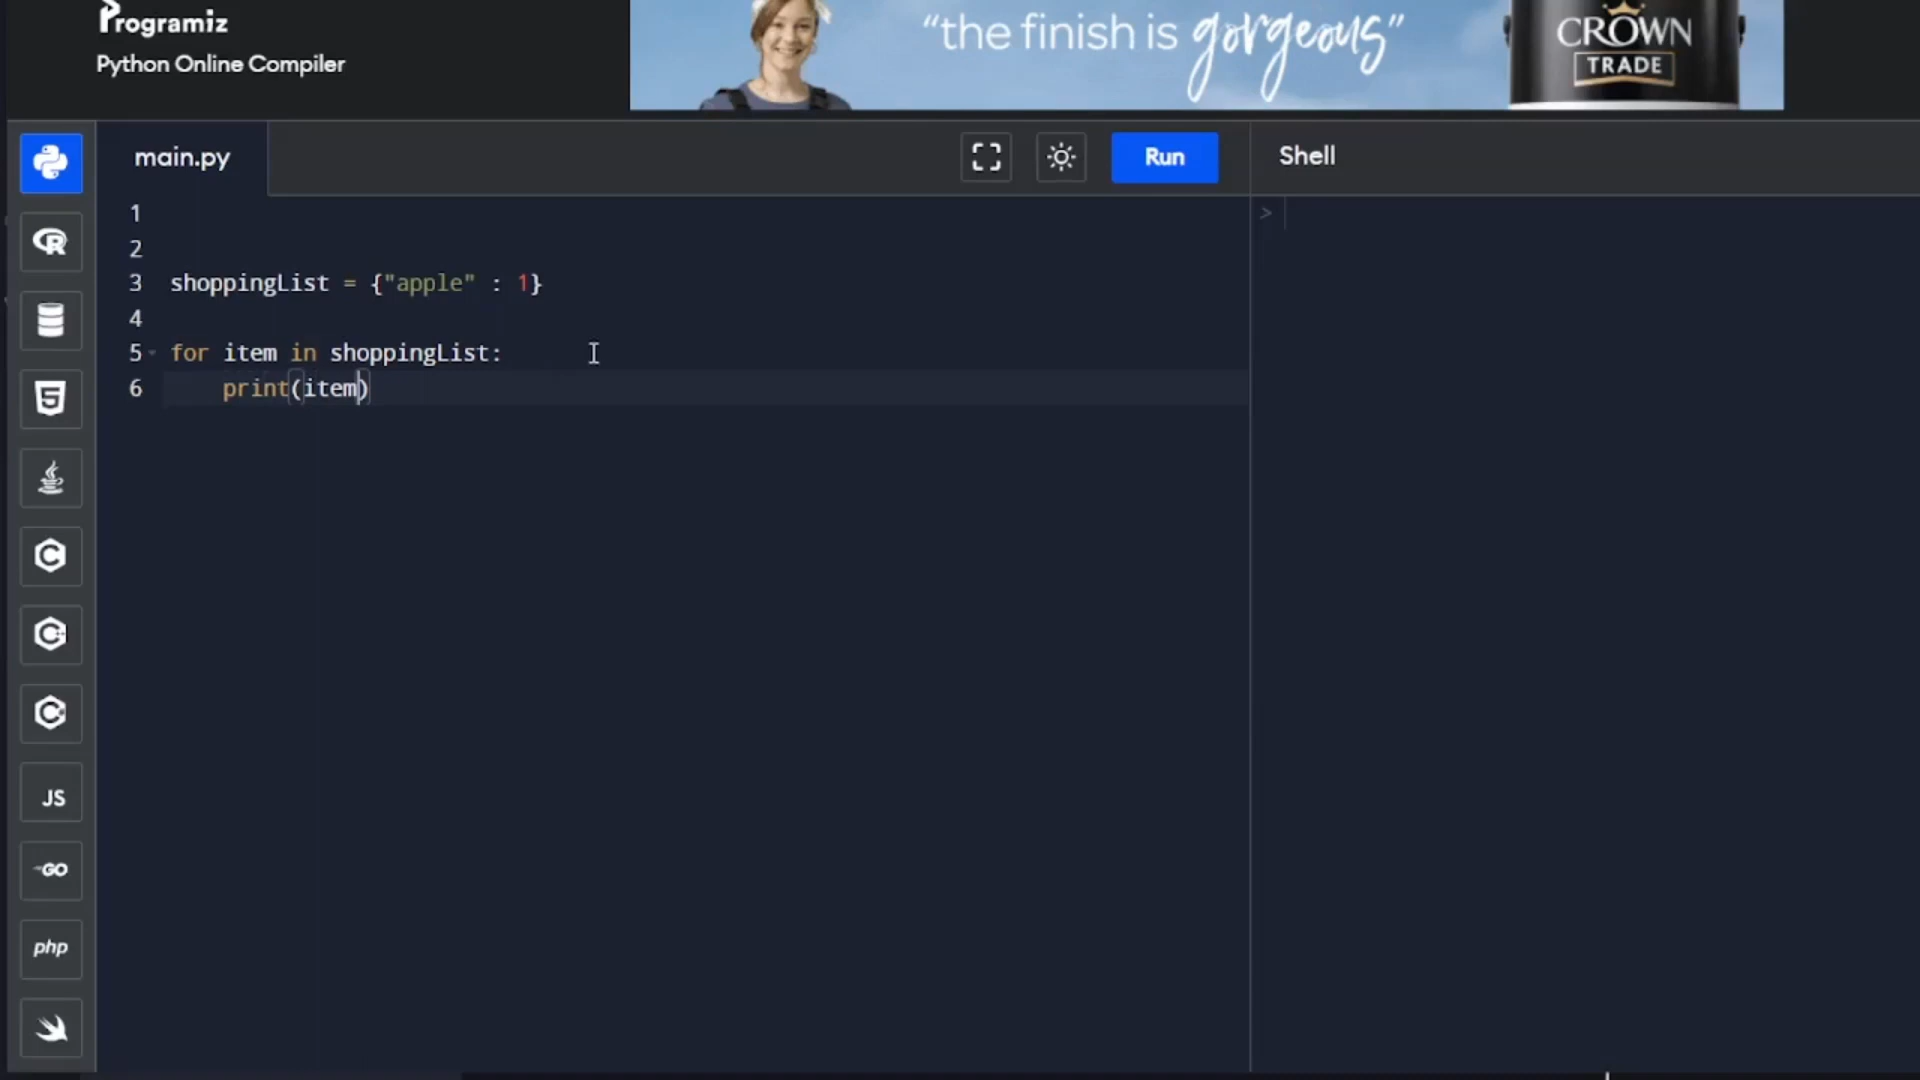 Programiz
Python Online Compiler
“the finish is gorgeous”
CROWN
TRADE
main.py
Run
Shell
1
2
3 shoppingList = {"apple" : 1}
4
5 for item in shoppingList:
6 print(item)
>
R
5
C
C++
C
JS
GO
php